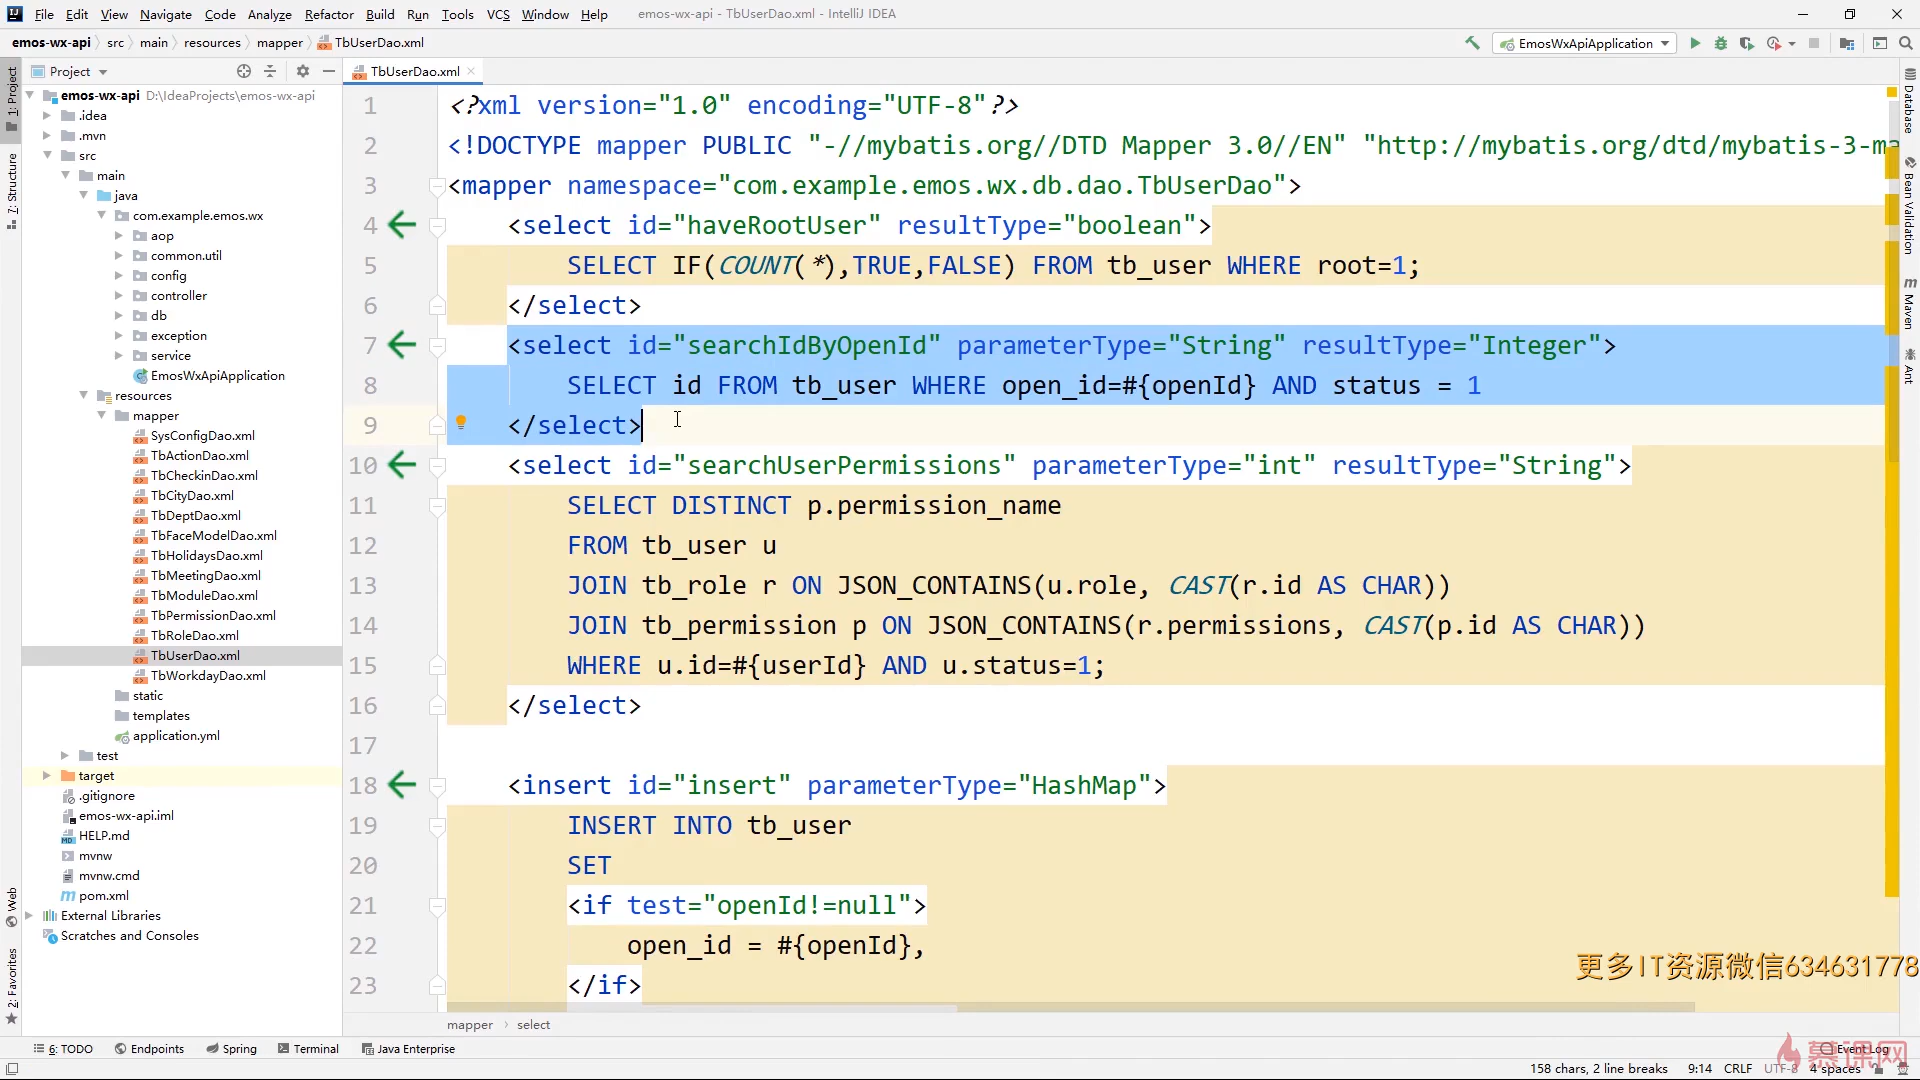 File Edit View Navigate Code Analyze Refactor Build Run Tools VCS Window Help emos-wx-api - TbUserDao.xml - IntelliJ IDEA
emos-wx-api src main resources mapper TbUserDao.xml EmosWxApiApplication
Project TbUserDao.xml
1: Project
7: Structure
Web
2: Favorites
emos-wx-api D:\IdeaProjects\emos-wx-api
.idea
.mvn
src
main
java
com.example.emos.wx
aop
common.util
config
controller
db
exception
service
EmosWxApiApplication
resources
mapper
SysConfigDao.xml
TbActionDao.xml
TbCheckinDao.xml
TbCityDao.xml
TbDeptDao.xml
TbFaceModelDao.xml
TbHolidaysDao.xml
TbMeetingDao.xml
TbModuleDao.xml
TbPermissionDao.xml
TbRoleDao.xml
TbUserDao.xml
TbWorkdayDao.xml
static
templates
application.yml
test
target
.gitignore
emos-wx-api.iml
HELP.md
mvnw
mvnw.cmd
pom.xml
External Libraries
Scratches and Consoles
1 <?xml version="1.0" encoding="UTF-8"?>
2 <!DOCTYPE mapper PUBLIC "-//mybatis.org//DTD Mapper 3.0//EN" "http://mybatis.org/dtd/mybatis-3-ma
3 <mapper namespace="com.example.emos.wx.db.dao.TbUserDao">
4 <select id="haveRootUser" resultType="boolean">
5 SELECT IF(COUNT(*),TRUE,FALSE) FROM tb_user WHERE root=1;
6 </select>
7 <select id="searchIdByOpenId" parameterType="String" resultType="Integer">
8 SELECT id FROM tb_user WHERE open_id=#{openId} AND status = 1
9 </select>
10 <select id="searchUserPermissions" parameterType="int" resultType="String">
11 SELECT DISTINCT p.permission_name
12 FROM tb_user u
13 JOIN tb_role r ON JSON_CONTAINS(u.role, CAST(r.id AS CHAR))
14 JOIN tb_permission p ON JSON_CONTAINS(r.permissions, CAST(p.id AS CHAR))
15 WHERE u.id=#{userId} AND u.status=1;
16 </select>
17
18 <insert id="insert" parameterType="HashMap">
19 INSERT INTO tb_user
20 SET
21 <if test="openId!=null">
22 open_id = #{openId},
23 </if>
Database
Bean Validation
Maven
Ant
更多IT资源微信634631778
mapper select
6: TODO Endpoints Spring Terminal Java Enterprise Event Log
慕课网
158 chars, 2 line breaks 9:14 CRLF UTF-8 4 spaces